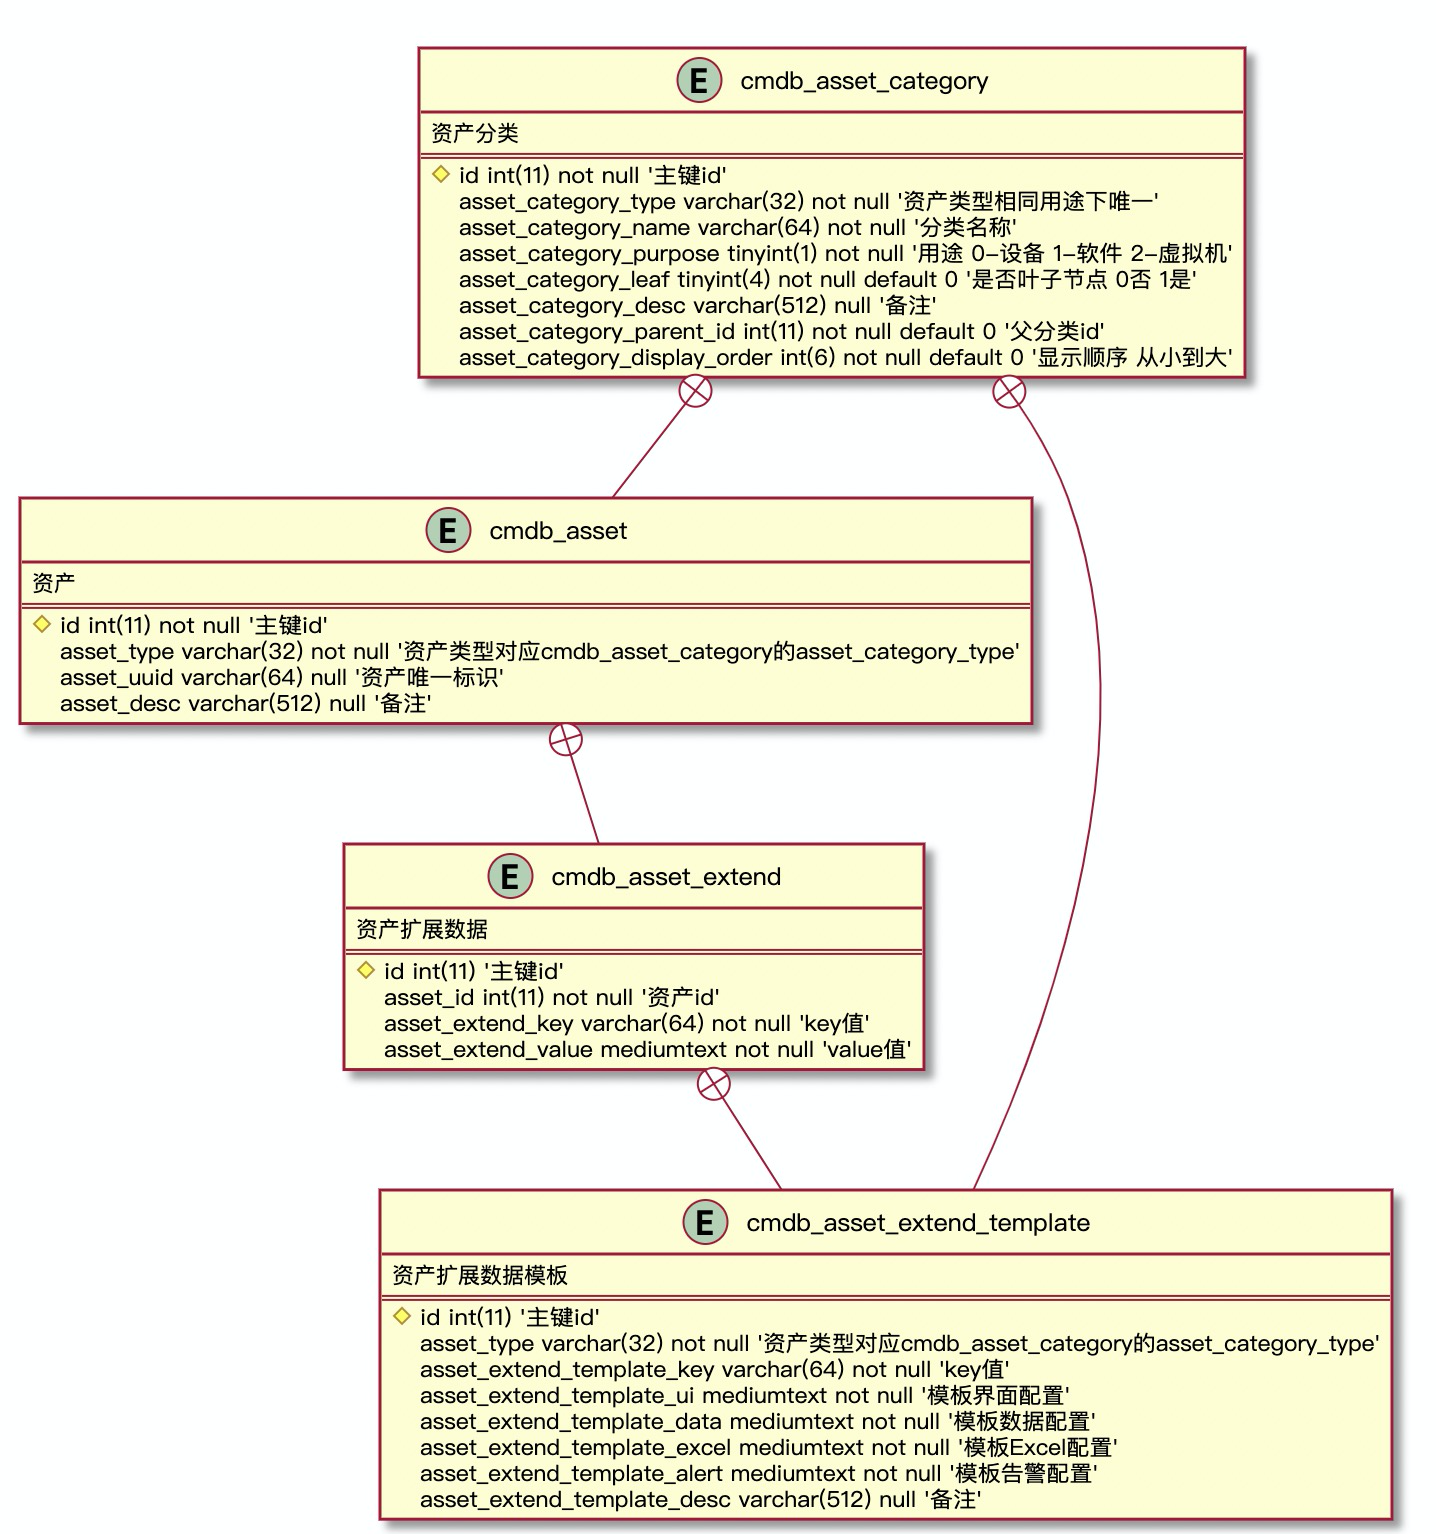 E cmdb_asset_category
资产分类
id int(11) not null '主键id'
asset_category_type varchar(32) not null '资产类型相同用途下唯一'
asset_category_name varchar(64) not null '分类名称'
asset_category_purpose tinyint(1) not null '用途 0-设备 1-软件 2-虚拟机'
asset_category_leaf tinyint(4) not null default 0 '是否叶子节点 0否 1是'
asset_category_desc varchar(512) null '备注'
asset_category_parent_id int(11) not null default 0 '父分类id'
asset_category_display_order int(6) not null default 0 '显示顺序 从小到大'
E cmdb_asset
资产
id int(11) not null '主键id'
asset_type varchar(32) not null '资产类型对应cmdb_asset_category的asset_category_type'
asset_uuid varchar(64) null '资产唯一标识'
asset_desc varchar(512) null '备注'
E cmdb_asset_extend
资产扩展数据
id int(11) '主键id'
asset_id int(11) not null '资产id'
asset_extend_key varchar(64) not null 'key值'
asset_extend_value mediumtext not null 'value值'
E cmdb_asset_extend_template
资产扩展数据模板
id int(11) '主键id'
asset_type varchar(32) not null '资产类型对应cmdb_asset_category的asset_category_type'
asset_extend_template_key varchar(64) not null 'key值'
asset_extend_template_ui mediumtext not null '模板界面配置'
asset_extend_template_data mediumtext not null '模板数据配置'
asset_extend_template_excel mediumtext not null '模板Excel配置'
asset_extend_template_alert mediumtext not null '模板告警配置'
asset_extend_template_desc varchar(512) null '备注'